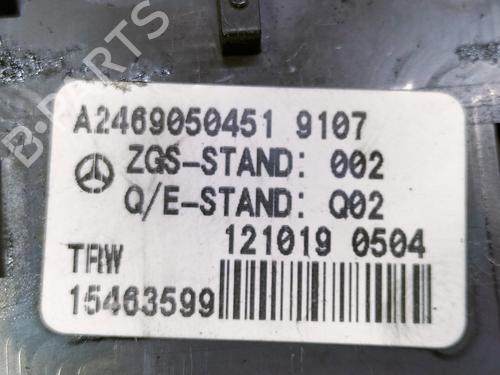 A2469050451 9107
ZGS-STAND: 002
Q/E-STAND: Q02
121019 0504
TRW
15463599
B-PARTS